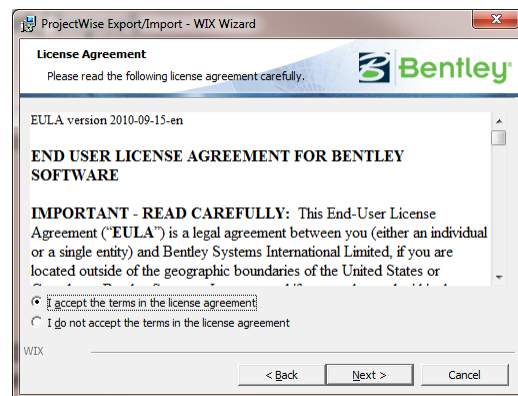 ProjectWise Export/Import - WIX Wizard
License Agreement
Please read the following license agreement carefully.
Bentley
EULA version 2010-09-15-en
END USER LICENSE AGREEMENT FOR BENTLEY
SOFTWARE
IMPORTANT - READ CAREFULLY: This End-User License
Agreement (“EULA”) is a legal agreement between you (either an individual
or a single entity) and Bentley Systems International Limited, if you are
located outside of the geographic boundaries of the United States or
I accept the terms in the license agreement
I do not accept the terms in the license agreement
WIX
< Back
Next >
Cancel